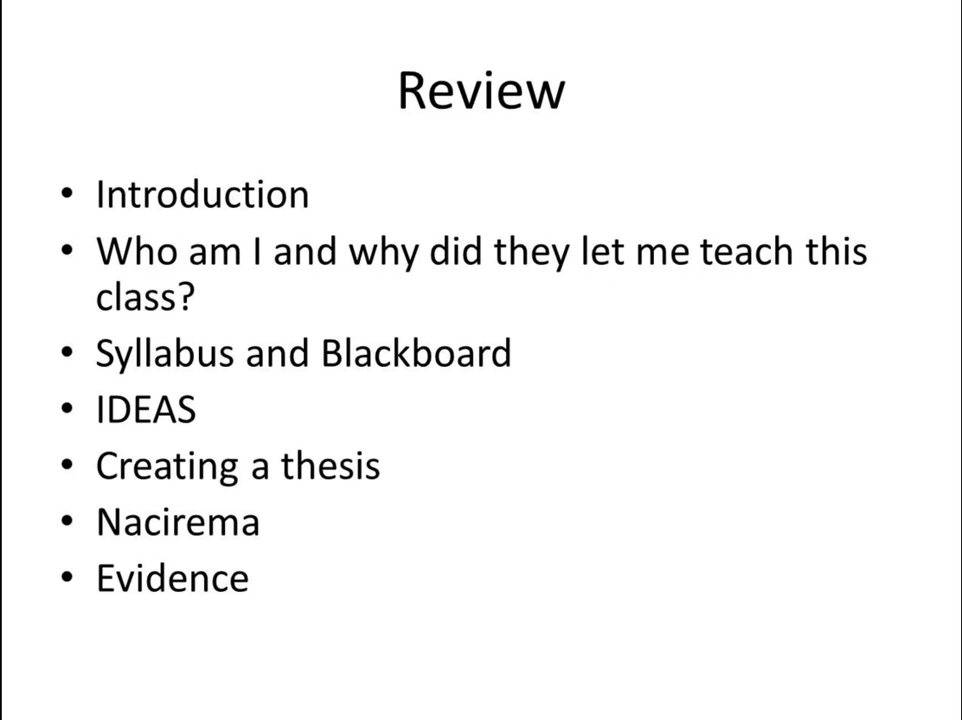 Review
• Introduction
• Who am I and why did they let me teach this
class?
• Syllabus and Blackboard
• IDEAS
• Creating a thesis
• Nacirema
• Evidence